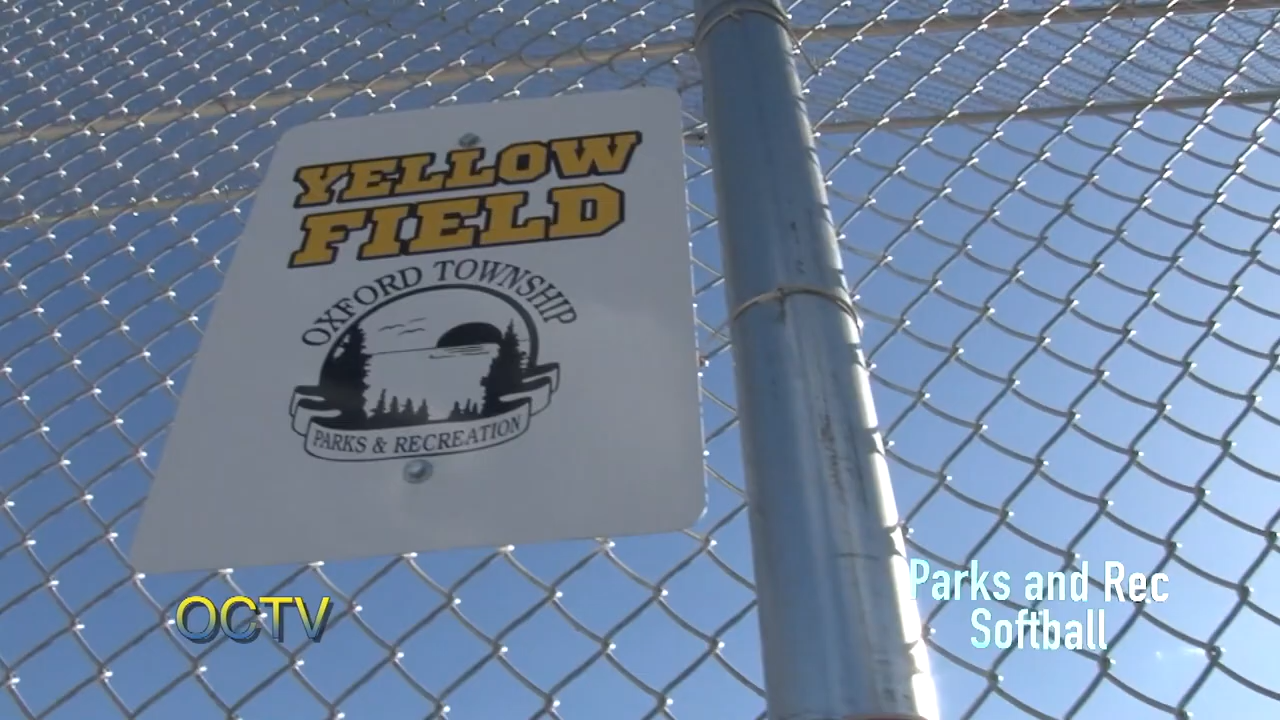 YELLOW
FIELD
OXFORD TOWNSHIP
PARKS & RECREATION
OCTV
Parks and Rec
Softball